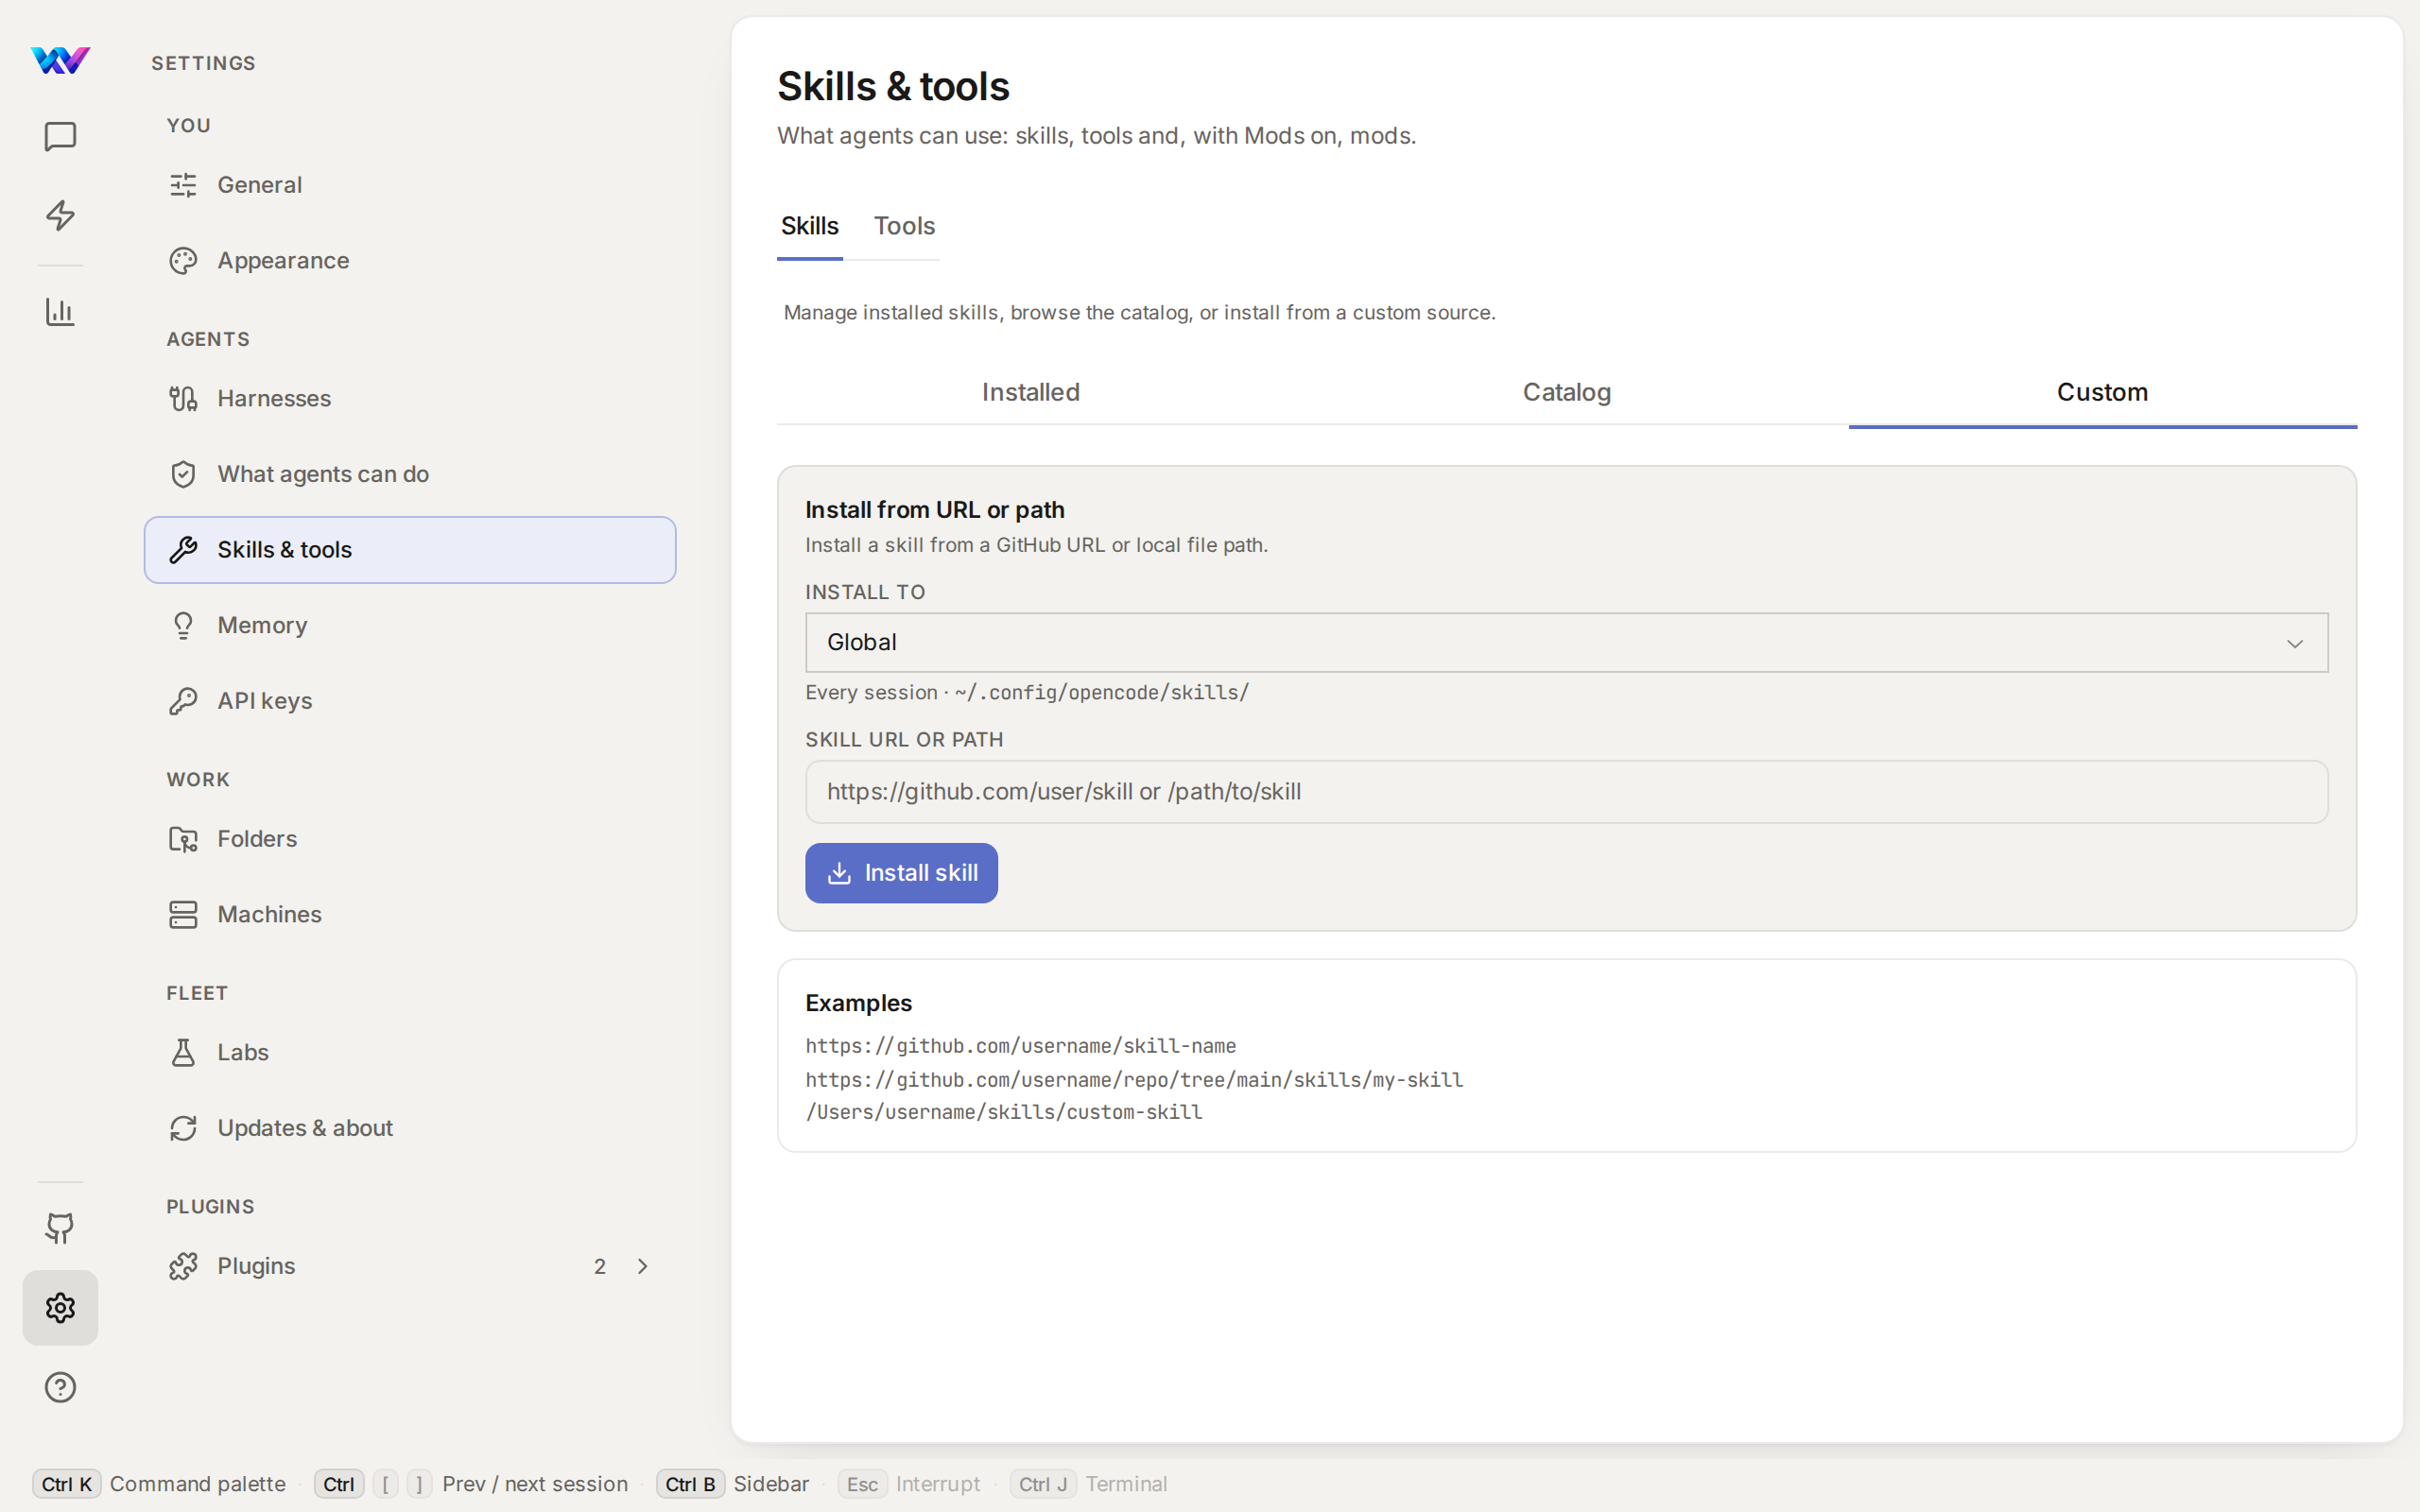 SETTINGS
YOU
General
Appearance
AGENTS
Harnesses
What agents can do
Skills & tools
Memory
API keys
WORK
Folders
Machines
FLEET
Labs
Updates & about
PLUGINS
Plugins 2
Skills & tools
What agents can use: skills, tools and, with Mods on, mods.
Skills Tools
Manage installed skills, browse the catalog, or install from a custom source.
Installed Catalog Custom
Install from URL or path
Install a skill from a GitHub URL or local file path.
INSTALL TO
Global
Every session · ~/.config/opencode/skills/
SKILL URL OR PATH
https://github.com/user/skill or /path/to/skill
Install skill
Examples
https://github.com/username/skill-name
https://github.com/username/repo/tree/main/skills/my-skill
/Users/username/skills/custom-skill
Ctrl K Command palette · Ctrl [ ] Prev / next session · Ctrl B Sidebar · Esc Interrupt · Ctrl J Terminal